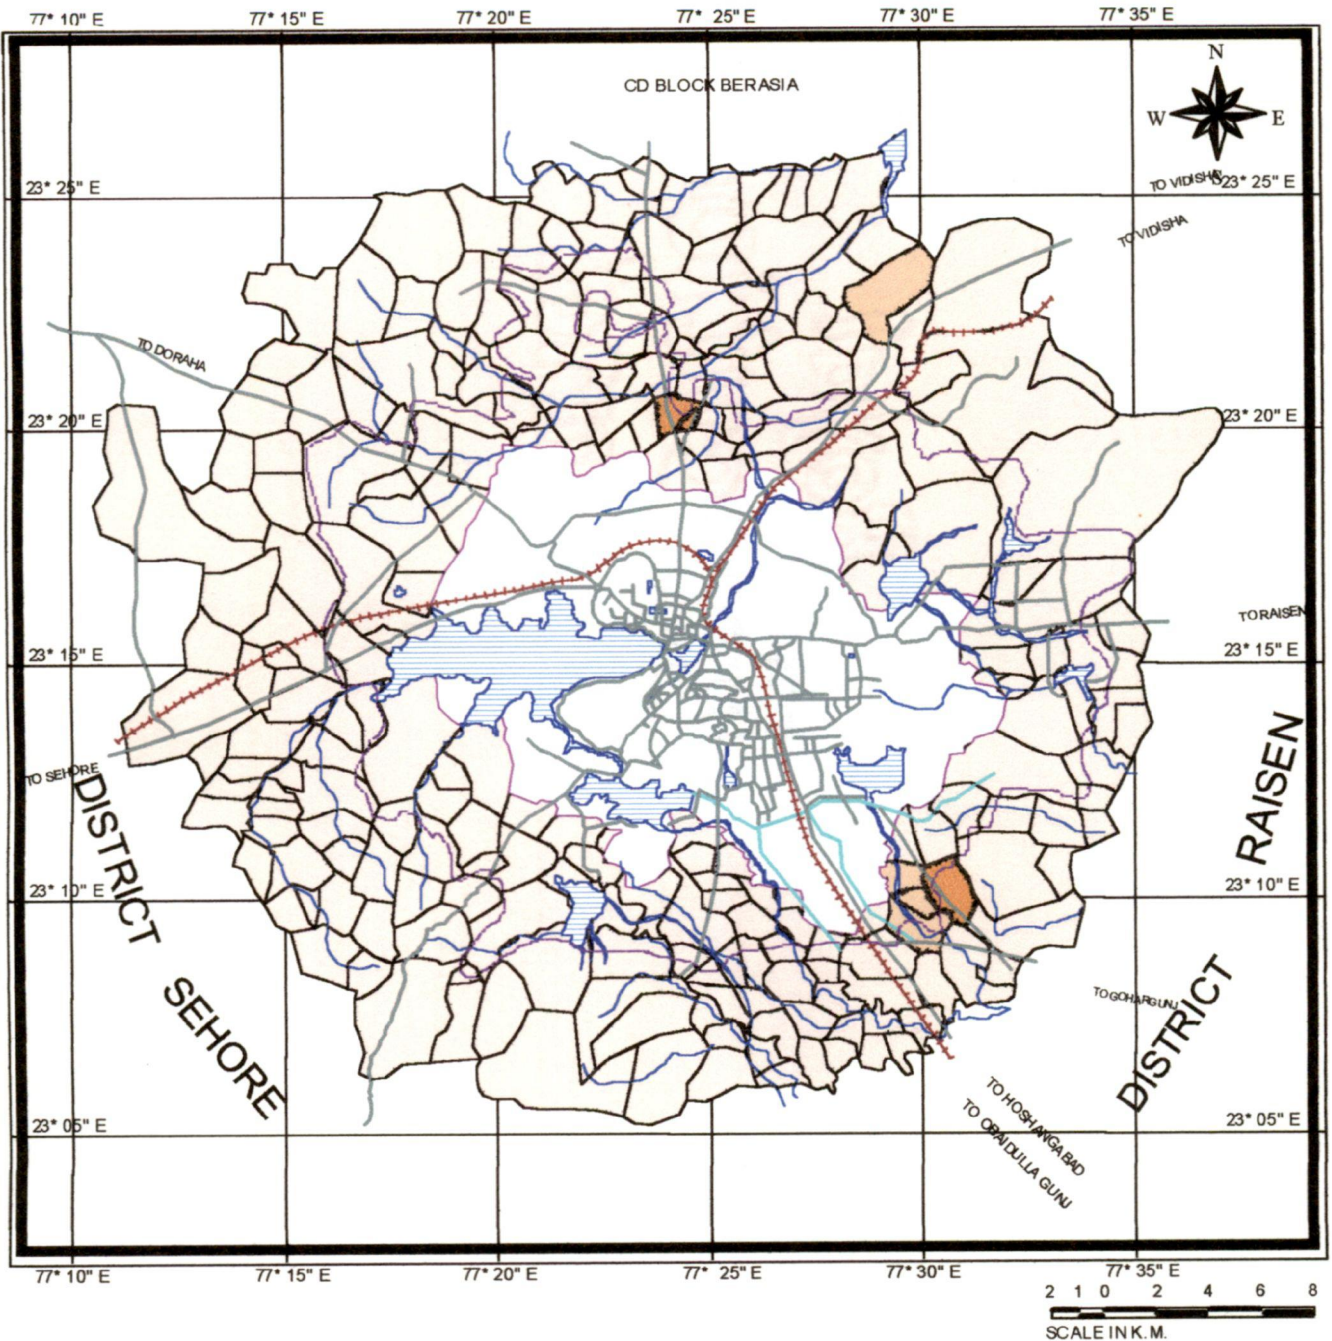 77* 10" E 77* 15" E 77* 20" E 77* 25" E 77* 30" E 77* 35" E
N
W E
CD BLOCK BERASIA
TO VIDISHA
23* 25" E
23* 25" E
TO VIDISHA
TO DORAHA
23* 20" E
23* 20" E
TO RAISEN
23* 15" E
23* 15" E
TO SEHORE
DISTRICT SEHORE
DISTRICT RAISEN
23* 10" E
23* 10" E
TO GOHARGUNJ
TO HOSHANGABAD
TO OBAIDULLA GUNJ
23* 05" E
23* 05" E
77* 10" E 77* 15" E 77* 20" E 77* 25" E 77* 30" E 77* 35" E
2 1 0 2 4 6 8
SCALE IN K.M.